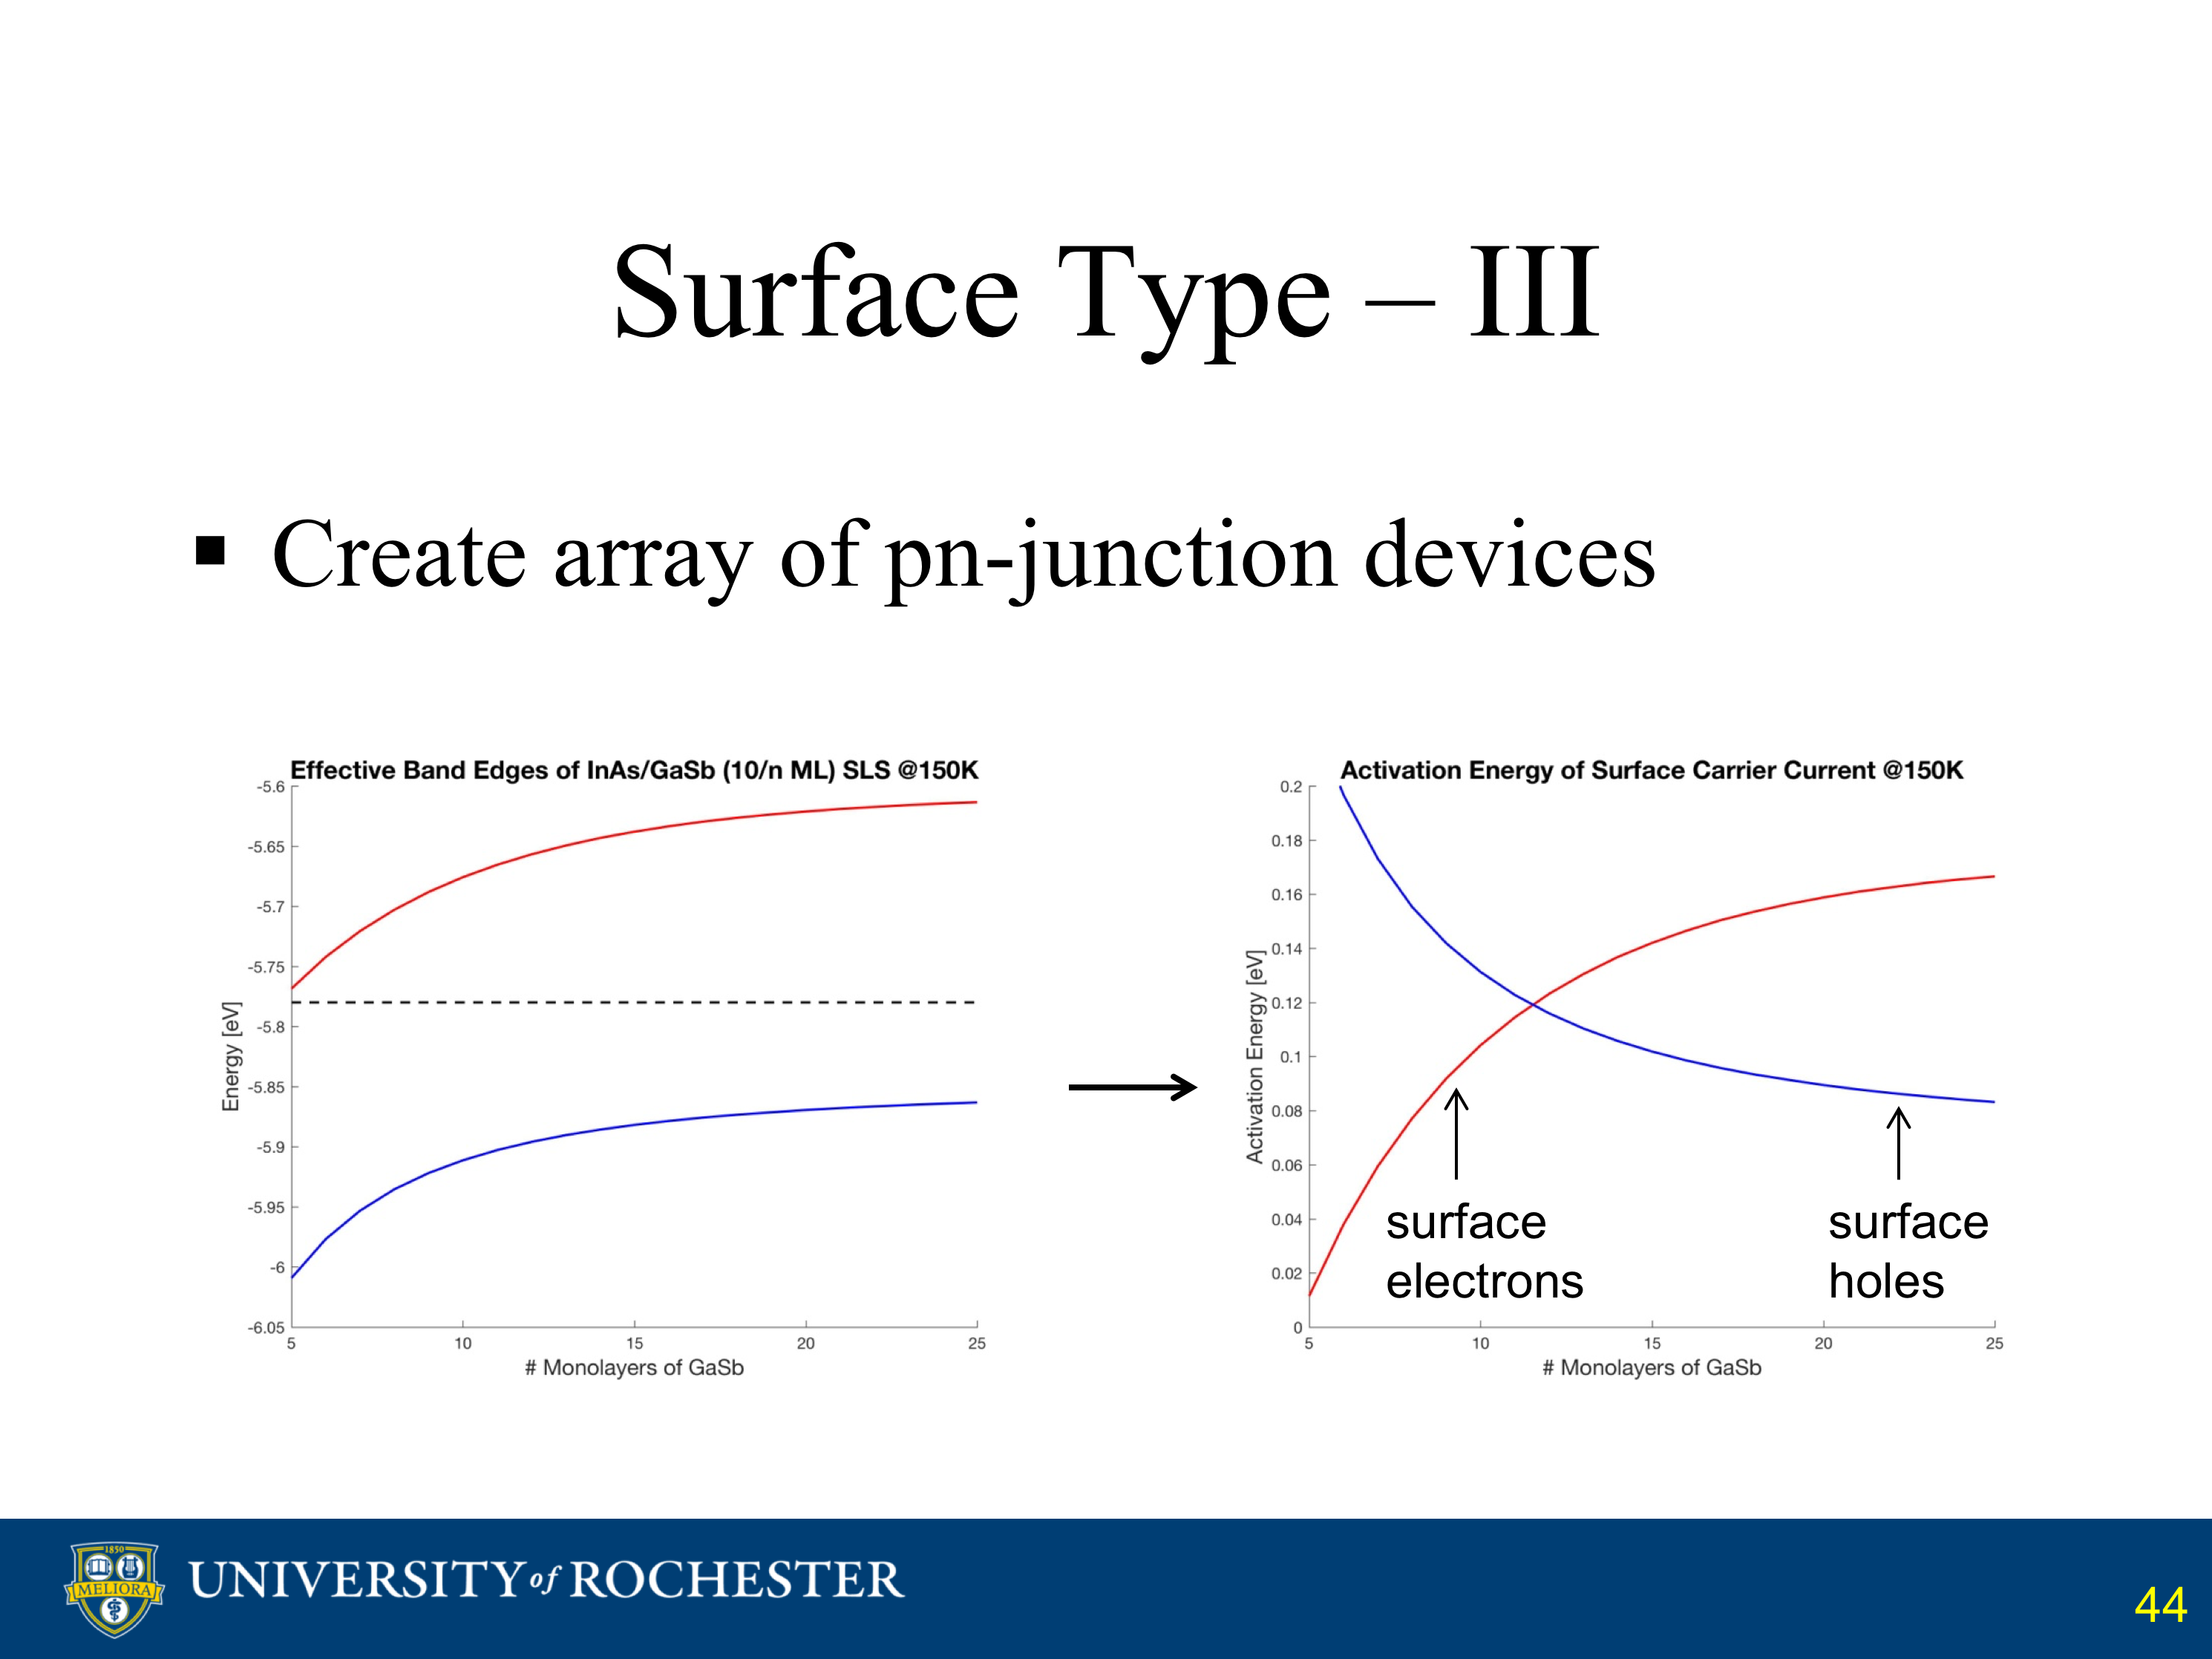 Surface Type – III
▪ Create array of pn-junction devices
Effective Band Edges of InAs/GaSb (10/n ML) SLS @150K
-5.6
-5.65
-5.7
-5.75
-5.8
-5.85
-5.9
-5.95
-6
-6.05
Energy [eV]
5 10 15 20 25
# Monolayers of GaSb
Activation Energy of Surface Carrier Current @150K
0.2
0.18
0.16
0.14
0.12
0.1
0.08
0.06
0.04
0.02
0
Activation Energy [eV]
surface
electrons
surface
holes
5 10 15 20 25
# Monolayers of GaSb
1850
MELIORA
UNIVERSITY of ROCHESTER
44